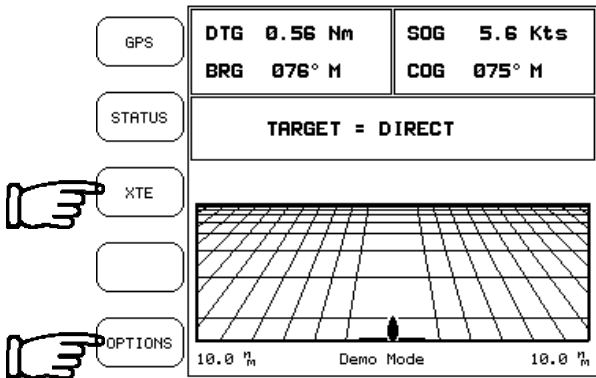 GPS
STATUS
XTE
OPTIONS
DTG 0.56 Nm
BRG 076° M
SOG 5.6 Kts
COG 075° M
TARGET = DIRECT
10.0 nm Demo Mode 10.0 nm